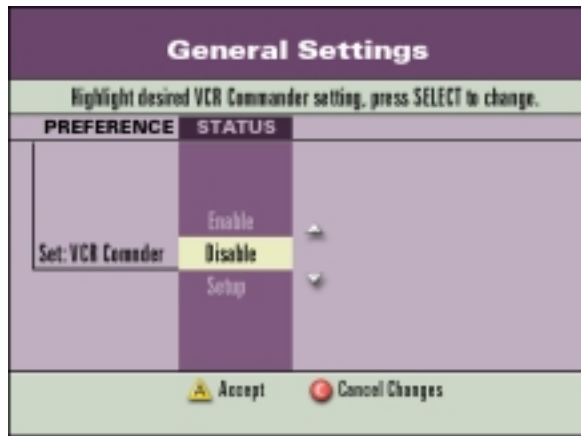 General Settings
Highlight desired VCR Commander setting, press SELECT to change.
PREFERENCE STATUS
Enable
Set: VCR Comnder Disable
Setup
A Accept C Cancel Changes